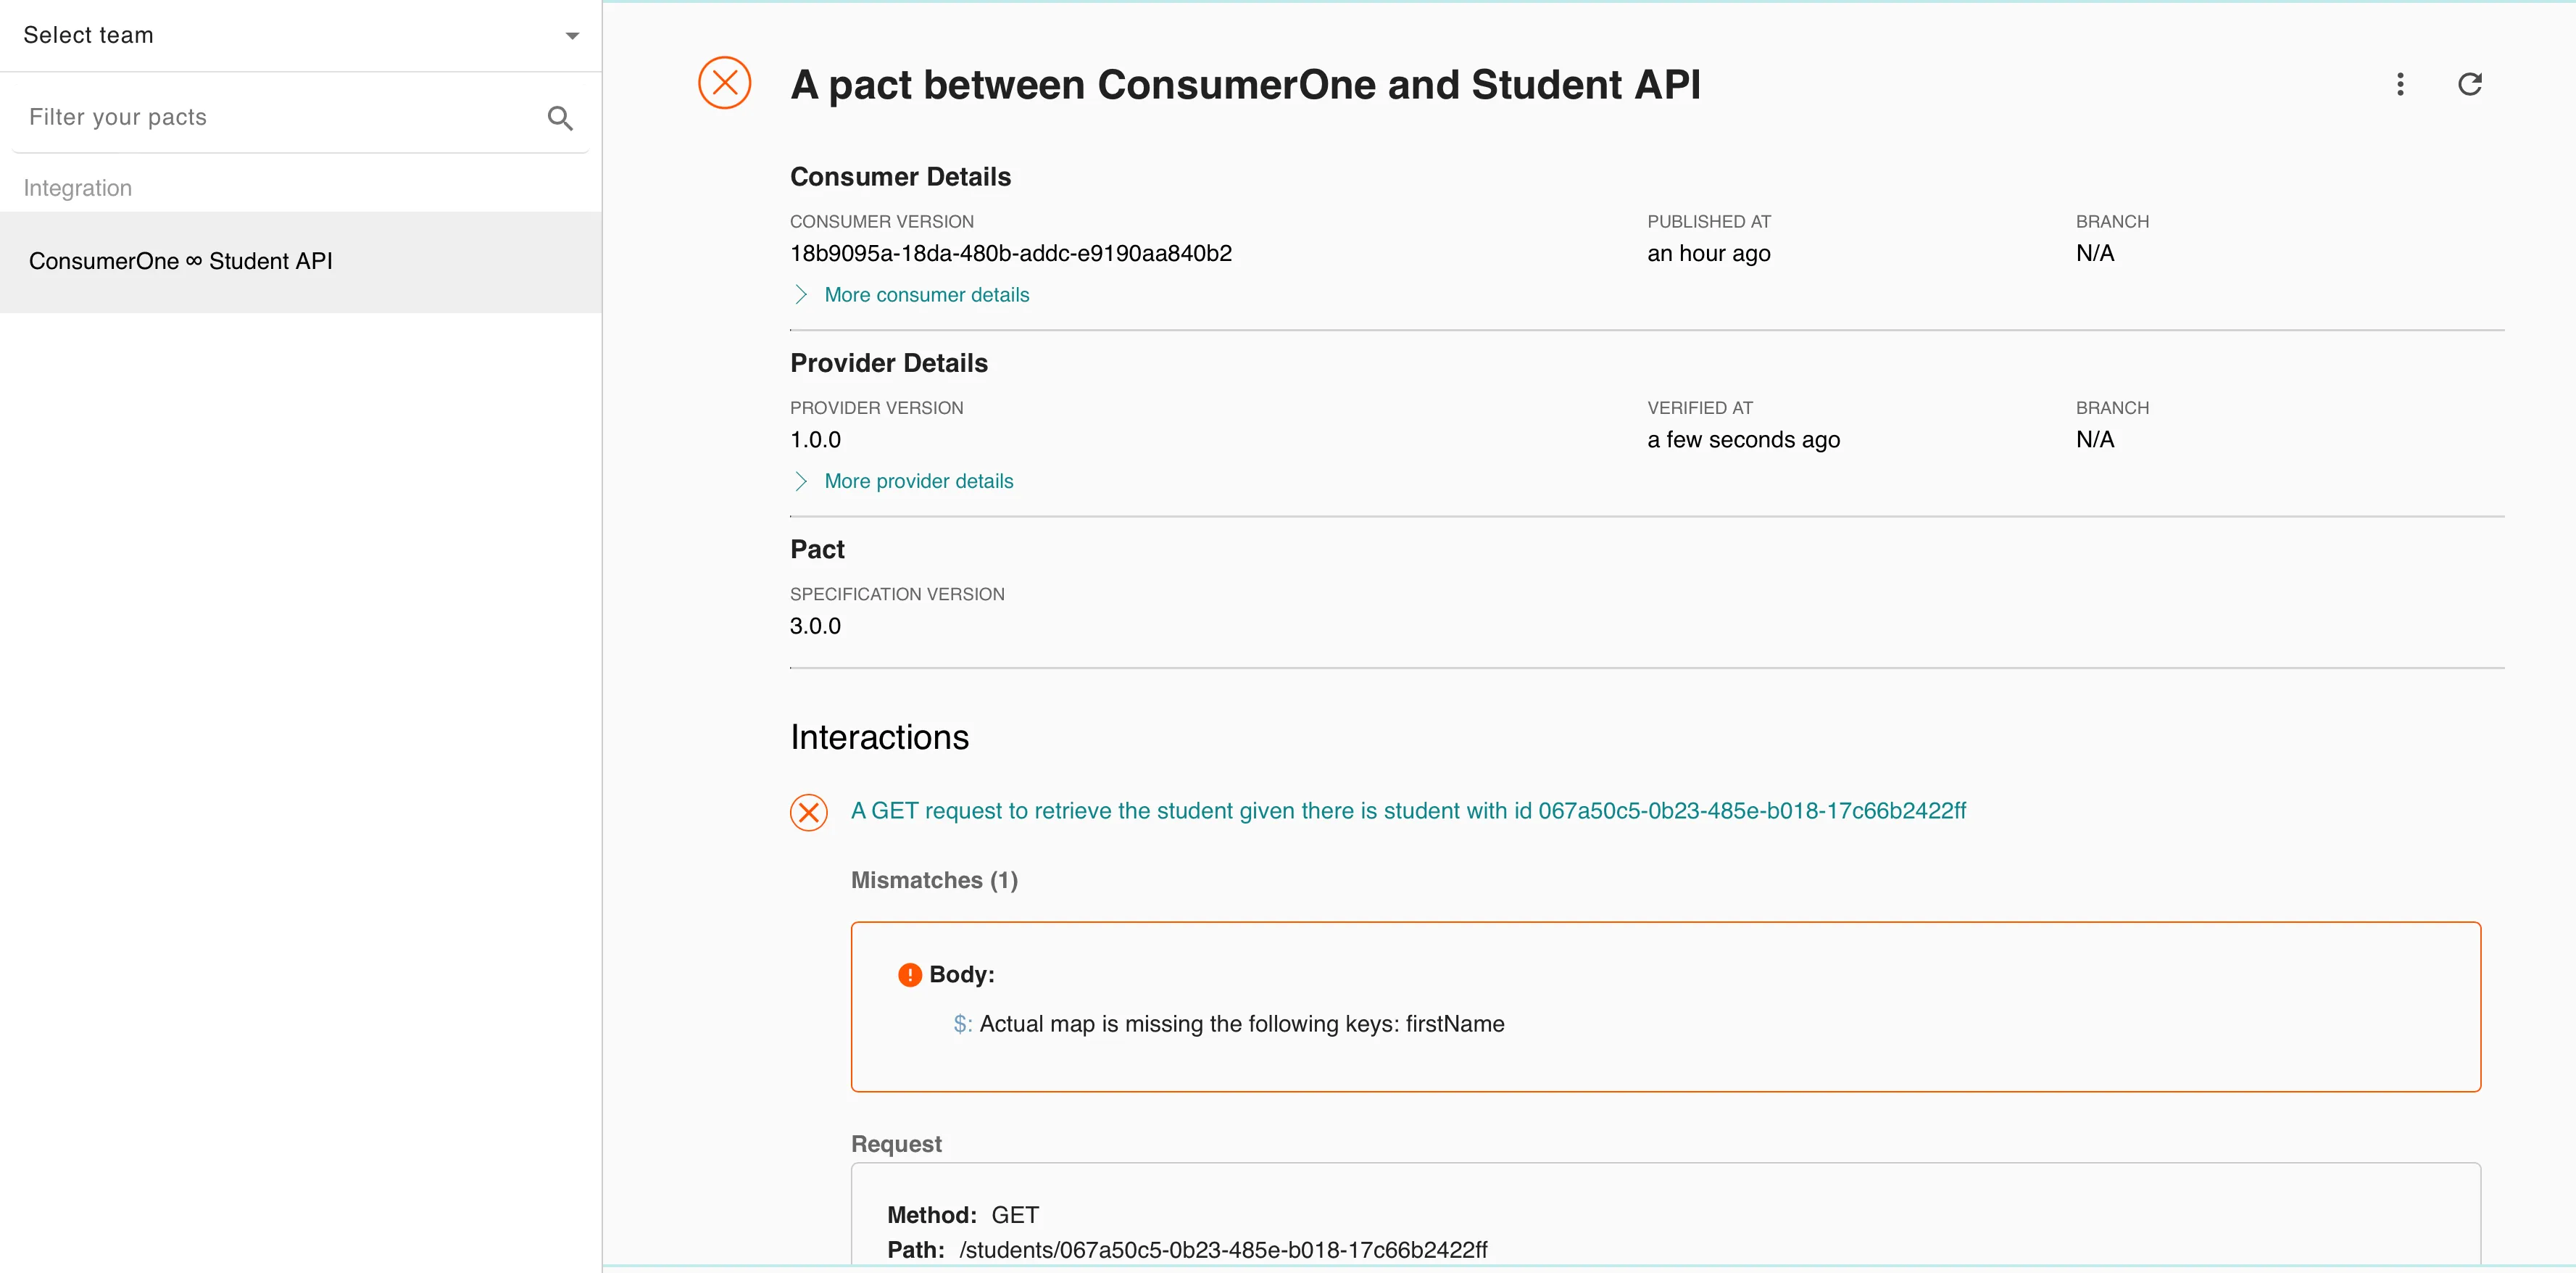 Select team
Filter your pacts
Integration
ConsumerOne ∞ Student API
A pact between ConsumerOne and Student API
Consumer Details
CONSUMER VERSION PUBLISHED AT BRANCH
18b9095a-18da-480b-addc-e9190aa840b2 an hour ago N/A
More consumer details
Provider Details
PROVIDER VERSION VERIFIED AT BRANCH
1.0.0 a few seconds ago N/A
More provider details
Pact
SPECIFICATION VERSION
3.0.0
Interactions
A GET request to retrieve the student given there is student with id 067a50c5-0b23-485e-b018-17c66b2422ff
Mismatches (1)
Body:
$: Actual map is missing the following keys: firstName
Request
Method: GET
Path: /students/067a50c5-0b23-485e-b018-17c66b2422ff